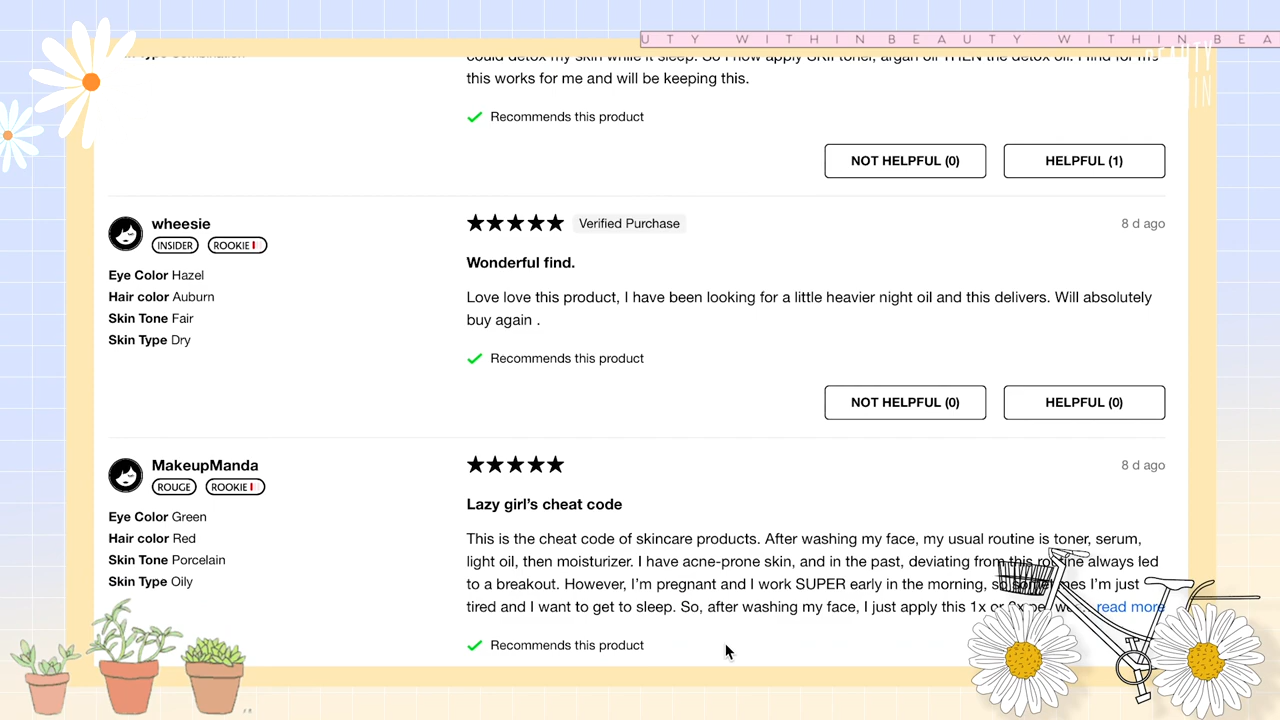 U T Y W I T H I N B E A U T Y W I T H I N B E A
could detox my skin while it sleep. So I now apply SKII toner, argan oil THEN the detox oil. I find for me
this works for me and will be keeping this.
Recommends this product
NOT HELPFUL (0) HELPFUL (1)
wheesie
INSIDER ROOKIE
Eye Color Hazel
Hair color Auburn
Skin Tone Fair
Skin Type Dry
Verified Purchase 8 d ago
Wonderful find.
Love love this product, I have been looking for a little heavier night oil and this delivers. Will absolutely
buy again .
Recommends this product
NOT HELPFUL (0) HELPFUL (0)
MakeupManda
ROUGE ROOKIE
Eye Color Green
Hair color Red
Skin Tone Porcelain
Skin Type Oily
8 d ago
Lazy girl’s cheat code
This is the cheat code of skincare products. After washing my face, my usual routine is toner, serum,
light oil, then moisturizer. I have acne-prone skin, and in the past, deviating from this routine always led
to a breakout. However, I’m pregnant and I work SUPER early in the morning, so sometimes I’m just
tired and I want to get to sleep. So, after washing my face, I just apply this 1x or read more
Recommends this product